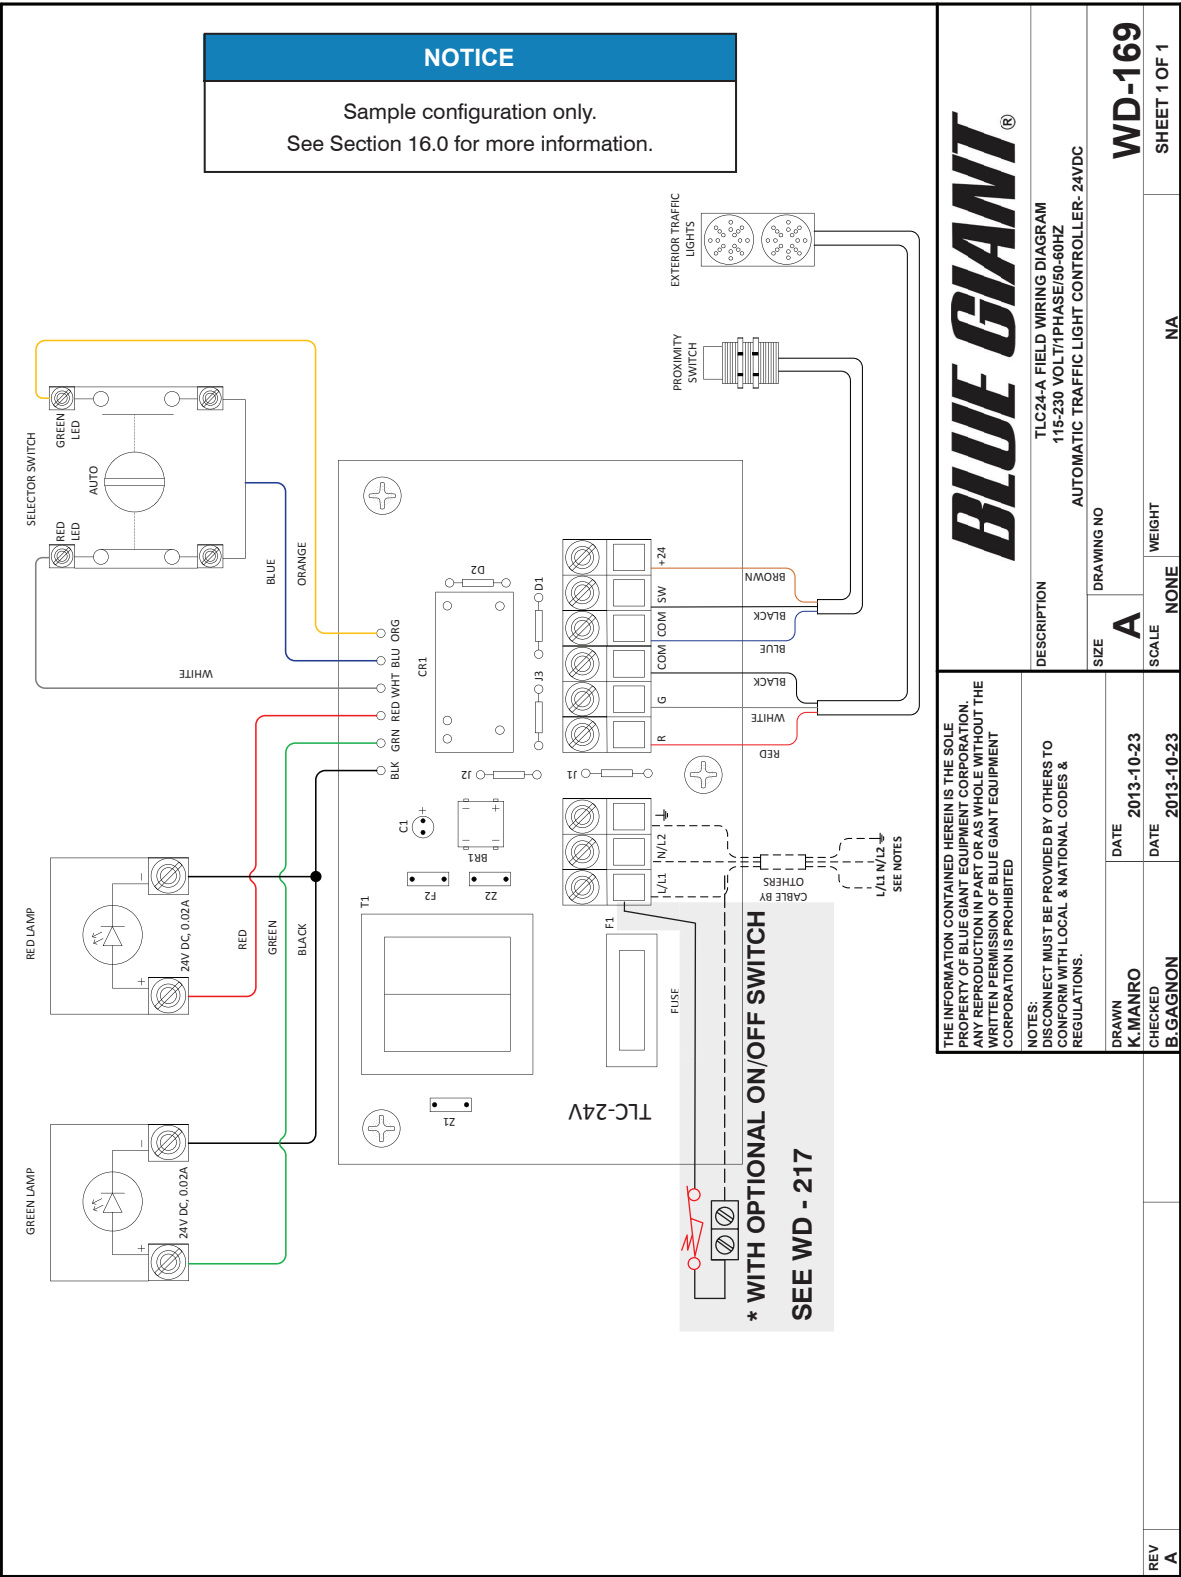 NOTICE
Sample configuration only.
See Section 16.0 for more information.
GREEN LAMP
24V DC, 0.02A
+
−
RED LAMP
24V DC, 0.02A
+
−
SELECTOR SWITCH
RED
LED
AUTO
GREEN
LED
RED
GREEN
BLACK
WHITE
BLUE
ORANGE
BLK
GRN
RED
WHT
BLU
ORG
T1
Z1
F2
Z2
C1
+
BR1
J2
J1
J3
CR1
D2
D1
TLC-24V
F1
FUSE
L/L1
N/L2
R
G
COM
COM
SW
+24
RED
WHITE
BLACK
BLUE
BLACK
BROWN
CABLE BY
OTHERS
L/L1 N/L2
SEE NOTES
PROXIMITY
SWITCH
EXTERIOR TRAFFIC
LIGHTS
* WITH OPTIONAL ON/OFF SWITCH
SEE WD - 217
THE INFORMATION CONTAINED HEREIN IS THE SOLE
PROPERTY OF BLUE GIANT EQUIPMENT CORPORATION.
ANY REPRODUCTION IN PART OR AS WHOLE WITHOUT THE
WRITTEN PERMISSION OF BLUE GIANT EQUIPMENT
CORPORATION IS PROHIBITED
NOTES:
DISCONNECT MUST BE PROVIDED BY OTHERS TO
CONFORM WITH LOCAL & NATIONAL CODES &
REGULATIONS.
DRAWN
K.MANRO
DATE
2013-10-23
CHECKED
B.GAGNON
DATE
2013-10-23
BLUE GIANT ®
DESCRIPTION
TLC24-A FIELD WIRING DIAGRAM
115-230 VOLT/1PHASE/50-60HZ
AUTOMATIC TRAFFIC LIGHT CONTROLLER- 24VDC
SIZE
A
DRAWING NO
WD-169
SCALE
NONE
WEIGHT
NA
SHEET 1 OF 1
REV
A